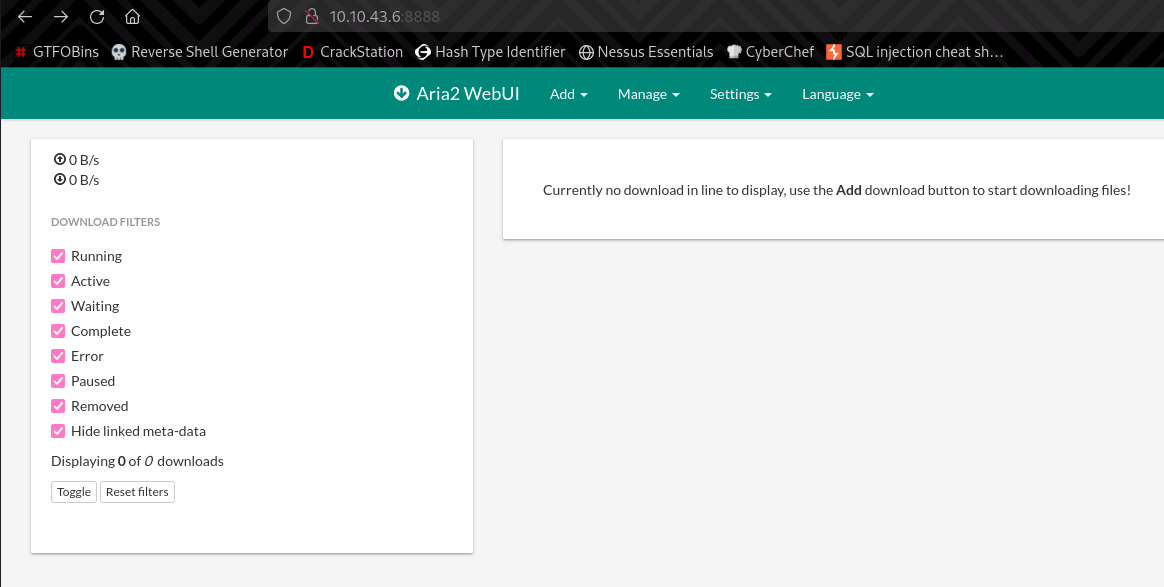 10.10.43.6:8888
GTFOBins Reverse Shell Generator CrackStation Hash Type Identifier Nessus Essentials CyberChef SQL injection cheat sh…
Aria2 WebUI Add Manage Settings Language
0 B/s
0 B/s
Currently no download in line to display, use the Add download button to start downloading files!
DOWNLOAD FILTERS
Running
Active
Waiting
Complete
Error
Paused
Removed
Hide linked meta-data
Displaying 0 of 0 downloads
Toggle Reset filters